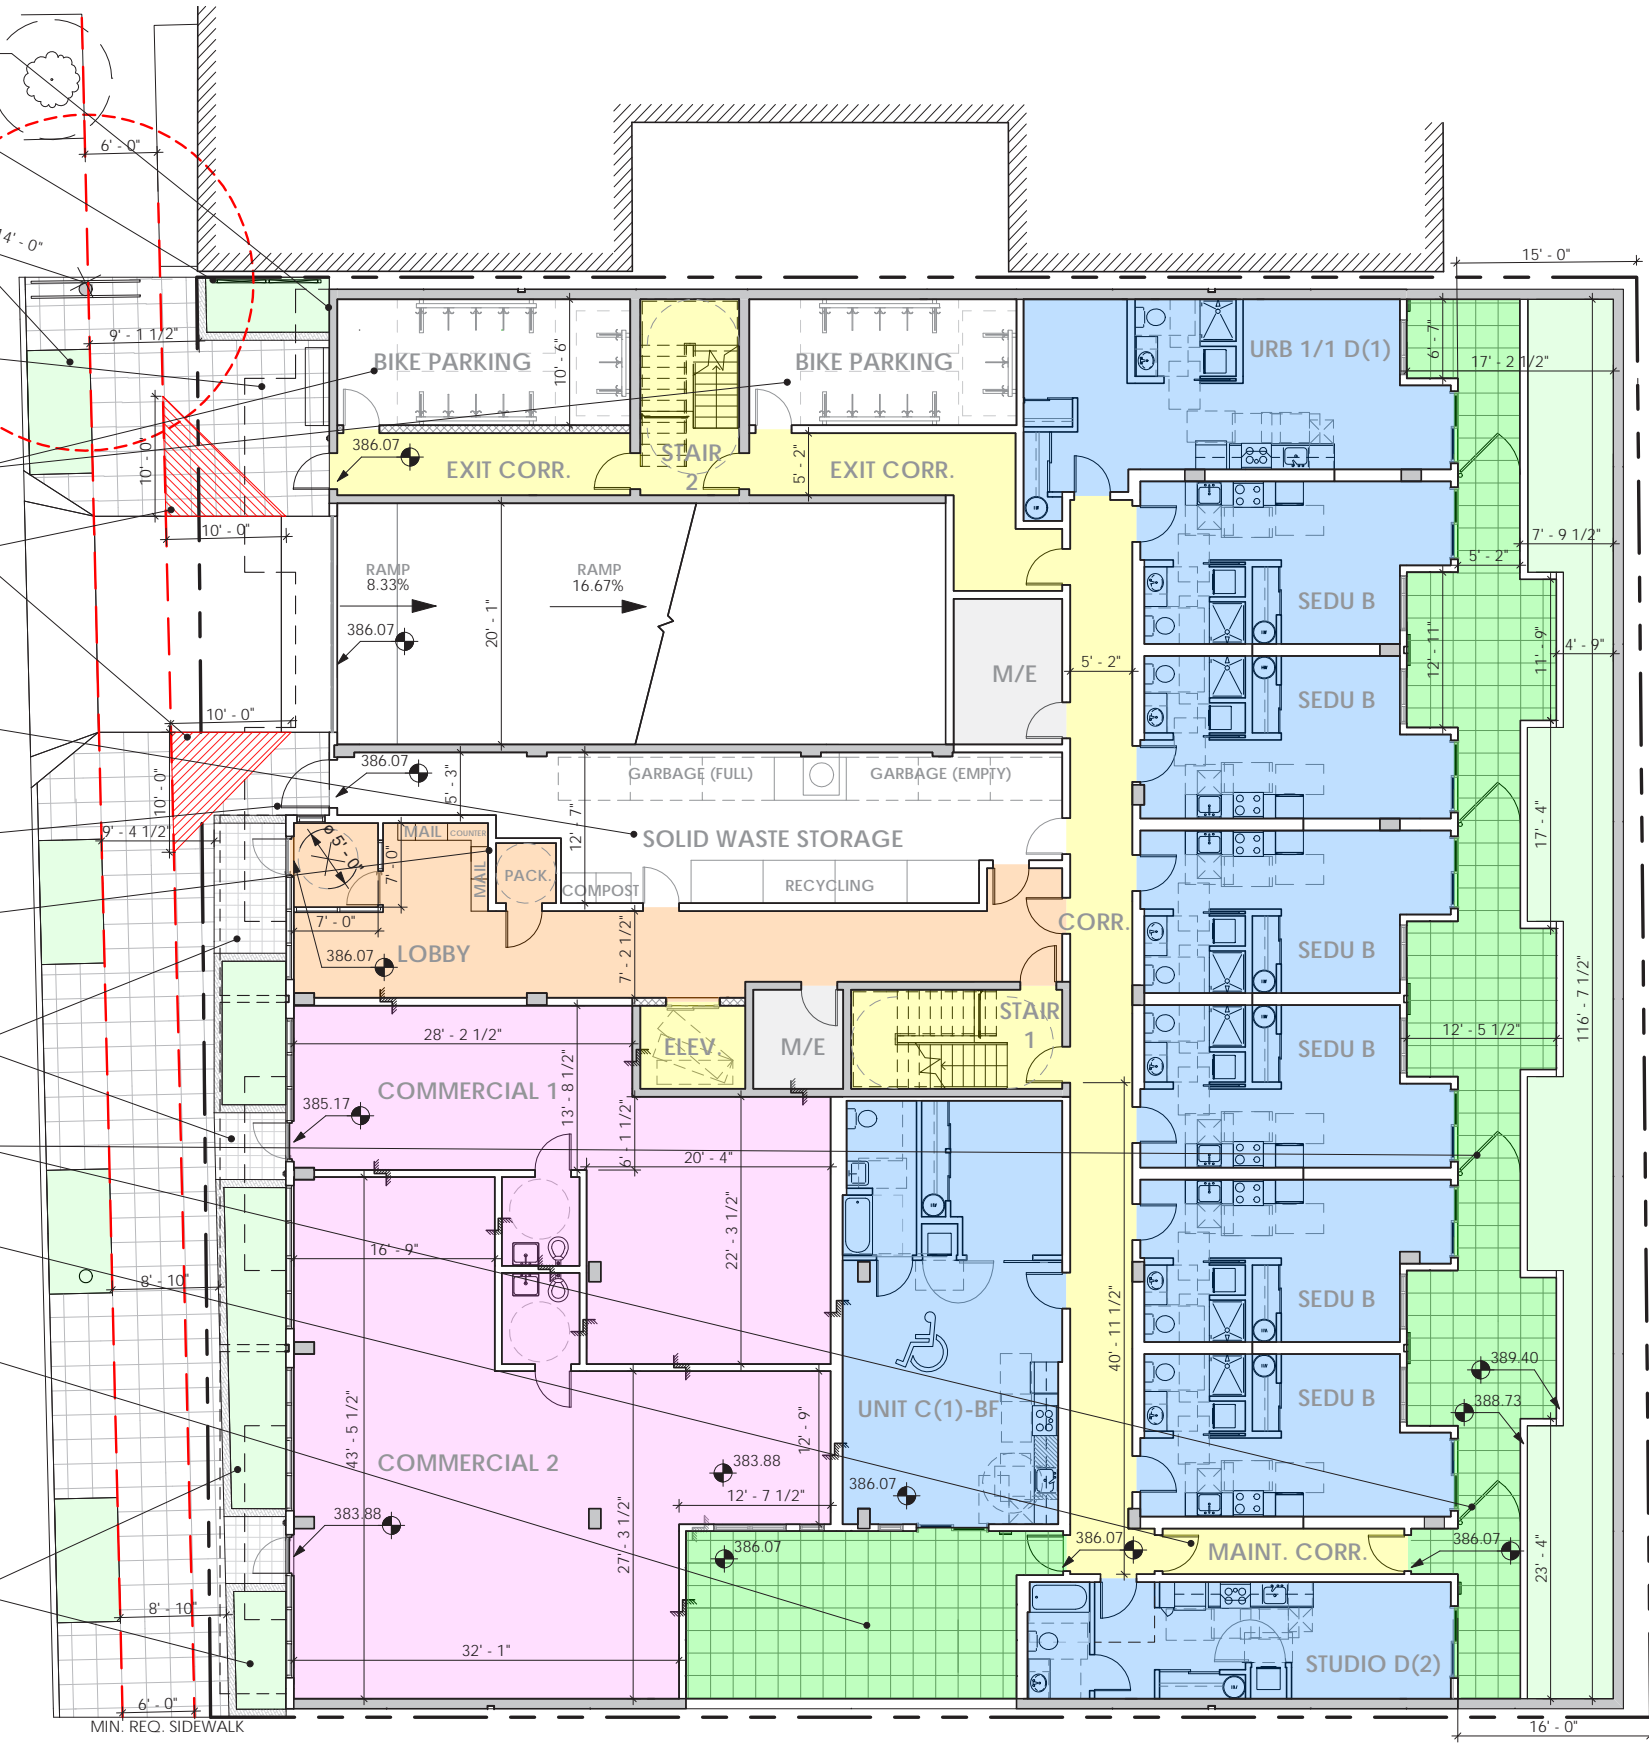 6' - 0"
14' - 0"
15' - 0"
9' - 1 1/2"
BIKE PARKING
10' - 6"
BIKE PARKING
URB 1/1 D(1)
6' - 7"
17' - 2 1/2"
10' - 0"
386.07
EXIT CORR.
STAIR
2
5' - 2"
EXIT CORR.
10' - 0"
7' - 9 1/2"
5' - 2"
RAMP
8.33%
RAMP
16.67%
386.07
20' - 1"
SEDU B
12' - 11"
11' - 9"
4' - 9"
M/E
5' - 2"
SEDU B
10' - 0"
386.07
10' - 0"
5' - 3"
GARBAGE (FULL)
GARBAGE (EMPTY)
9' - 4 1/2"
MAIL
COUNTER
12' - 7"
SOLID WASTE STORAGE
17' - 4"
5' - 0"
7' - 0"
MAIL
PACK.
COMPOST
RECYCLING
7' - 0"
CORR.
LOBBY
386.07
7' - 2 1/2"
SEDU B
116' - 7 1/2"
28' - 2 1/2"
ELEV
M/E
STAIR
1
SEDU B
12' - 5 1/2"
COMMERCIAL 1
385.17
13' - 8 1/2"
6' - 1 1/2"
20' - 4"
22' - 3 1/2"
16' - 9"
8' - 10"
SEDU B
40' - 11 1/2"
389.40
388.73
UNIT C(1)-BF
SEDU B
43' - 5 1/2"
12' - 9"
COMMERCIAL 2
383.88
386.07
12' - 7 1/2"
383.88
27' - 3 1/2"
386.07
386.07
MAINT. CORR.
386.07
23' - 4"
8' - 10"
32' - 1"
STUDIO D(2)
6' - 0"
MIN. REQ. SIDEWALK
16' - 0"